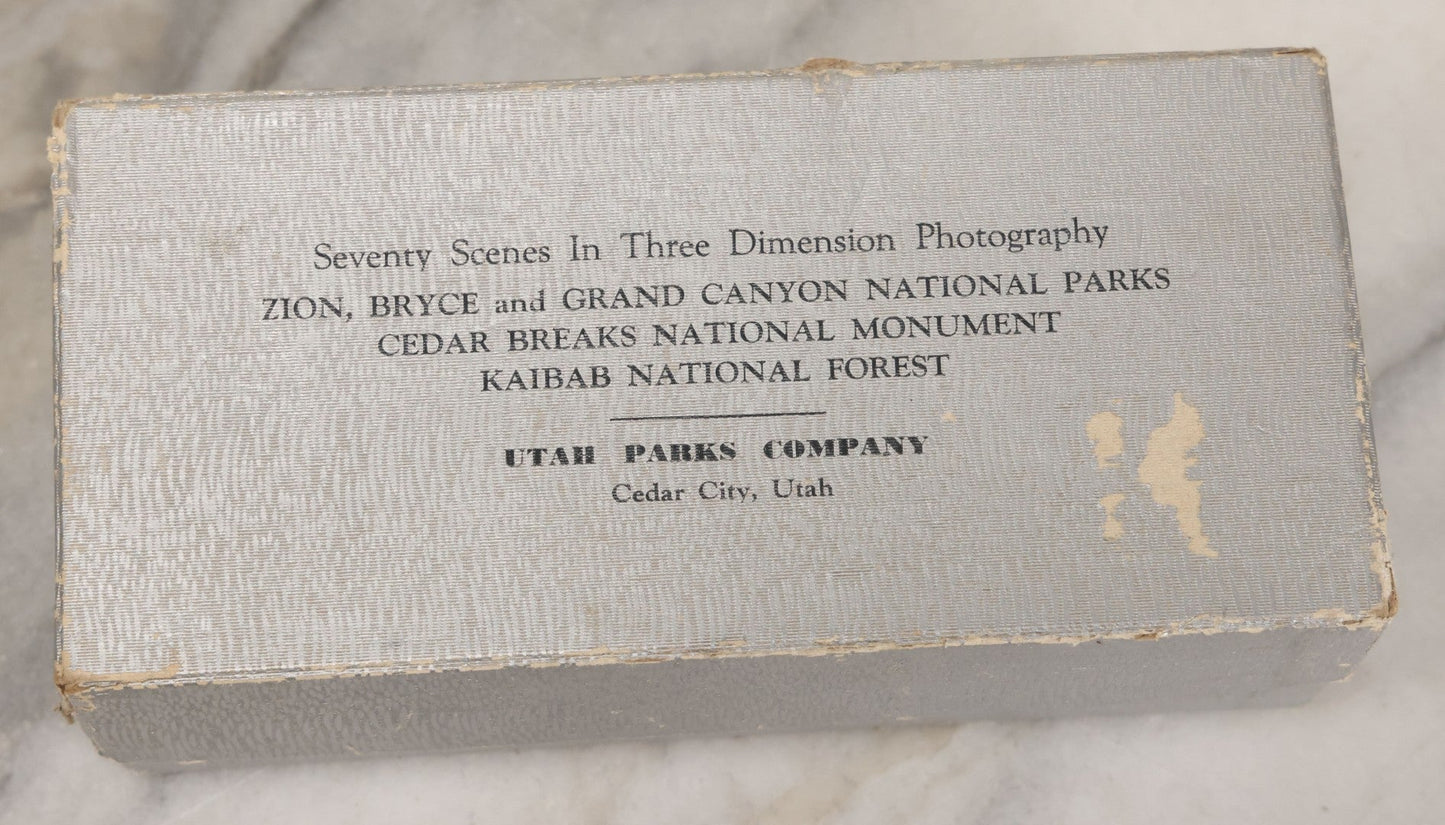 Seventy Scenes In Three Dimension Photography
ZION, BRYCE and GRAND CANYON NATIONAL PARKS
CEDAR BREAKS NATIONAL MONUMENT
KAIBAB NATIONAL FOREST
UTAH PARKS COMPANY
Cedar City, Utah